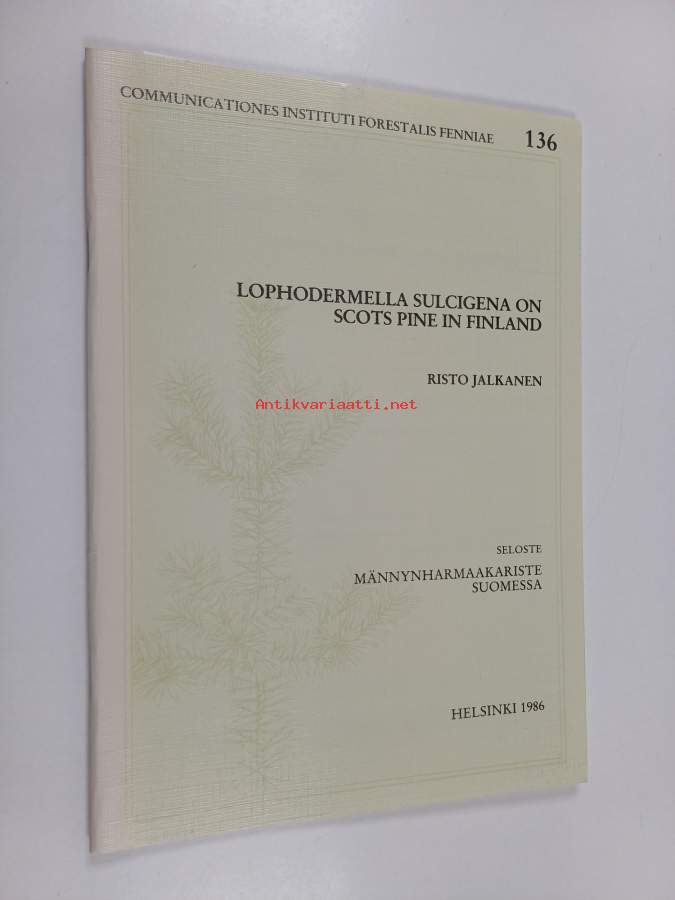 COMMUNICATIONES INSTITUTI FORESTALIS FENNIAE 136
LOPHODERMELLA SULCIGENA ON
SCOTS PINE IN FINLAND
RISTO JALKANEN
Antikvariaatti.net
SELOSTE
MÄNNYNHARMAAKARISTE
SUOMESSA
HELSINKI 1986